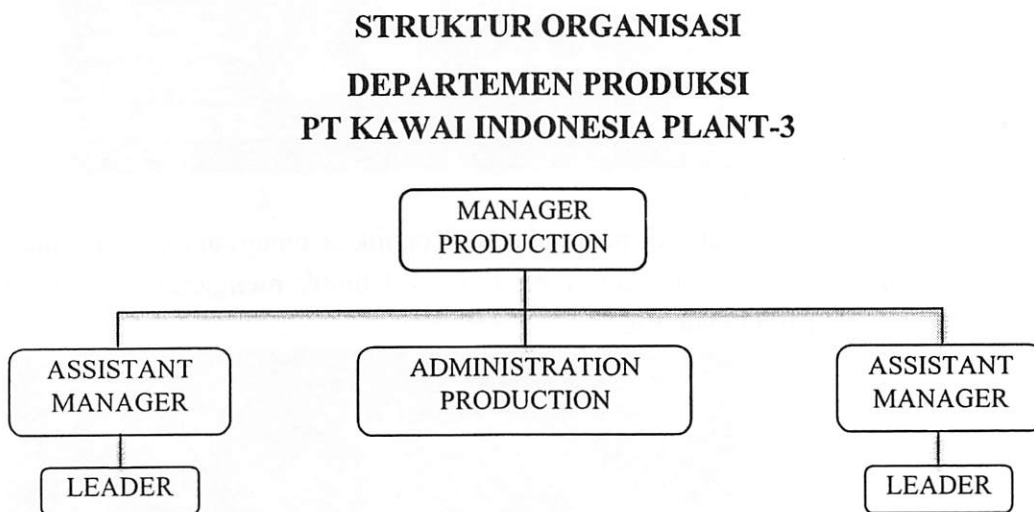 STRUKTUR ORGANISASI
DEPARTEMEN PRODUKSI
PT KAWAI INDONESIA PLANT-3
MANAGER
PRODUCTION
ASSISTANT
MANAGER
ADMINISTRATION
PRODUCTION
ASSISTANT
MANAGER
LEADER
LEADER